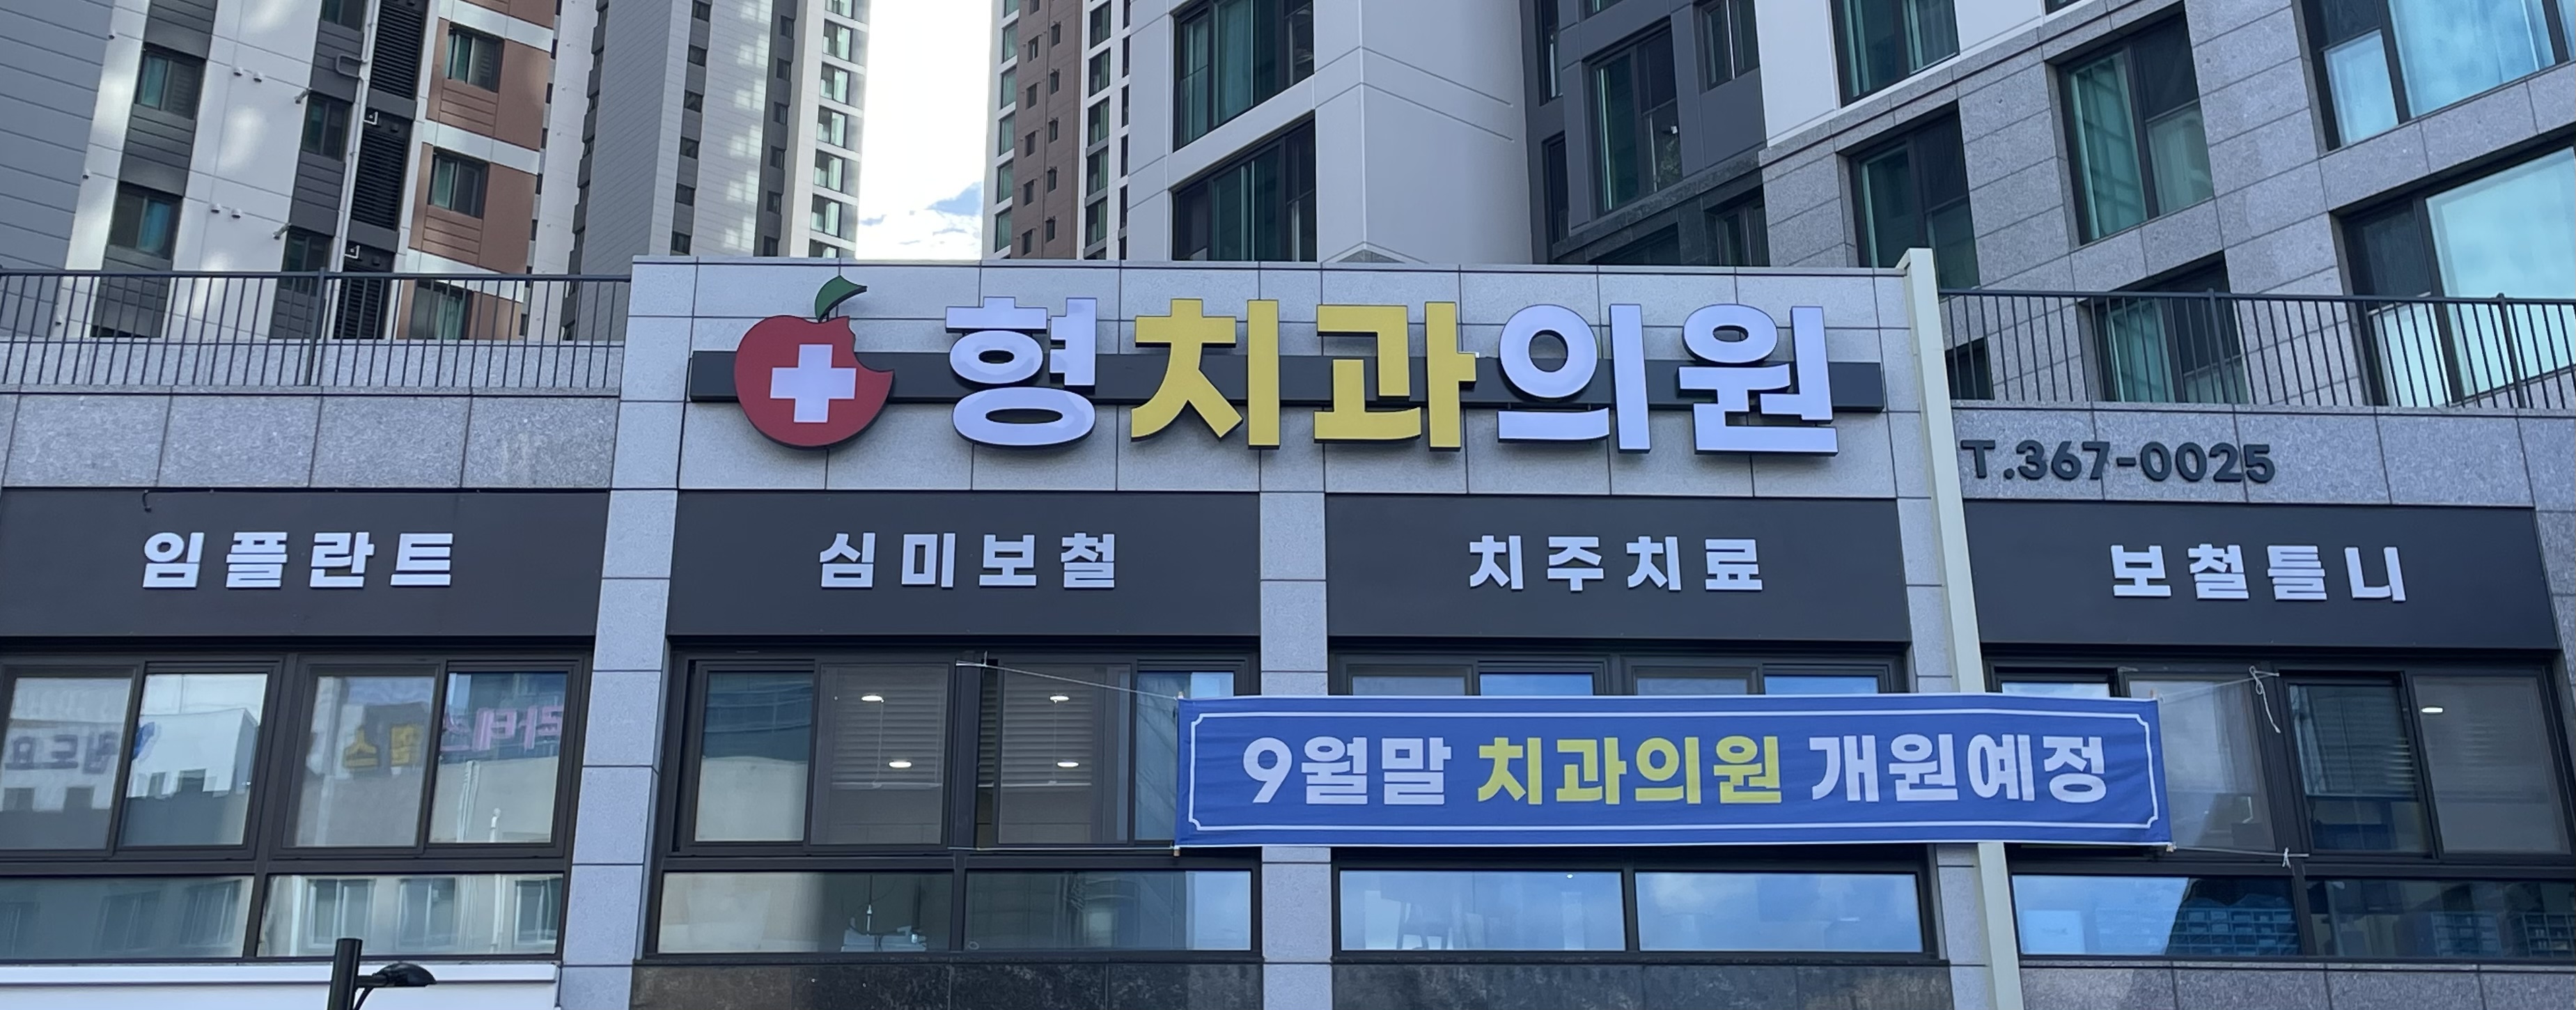 형치과의원
T.367-0025
임플란트
심미보철
치주치료
보철틀니
9월말 치과의원 개원예정